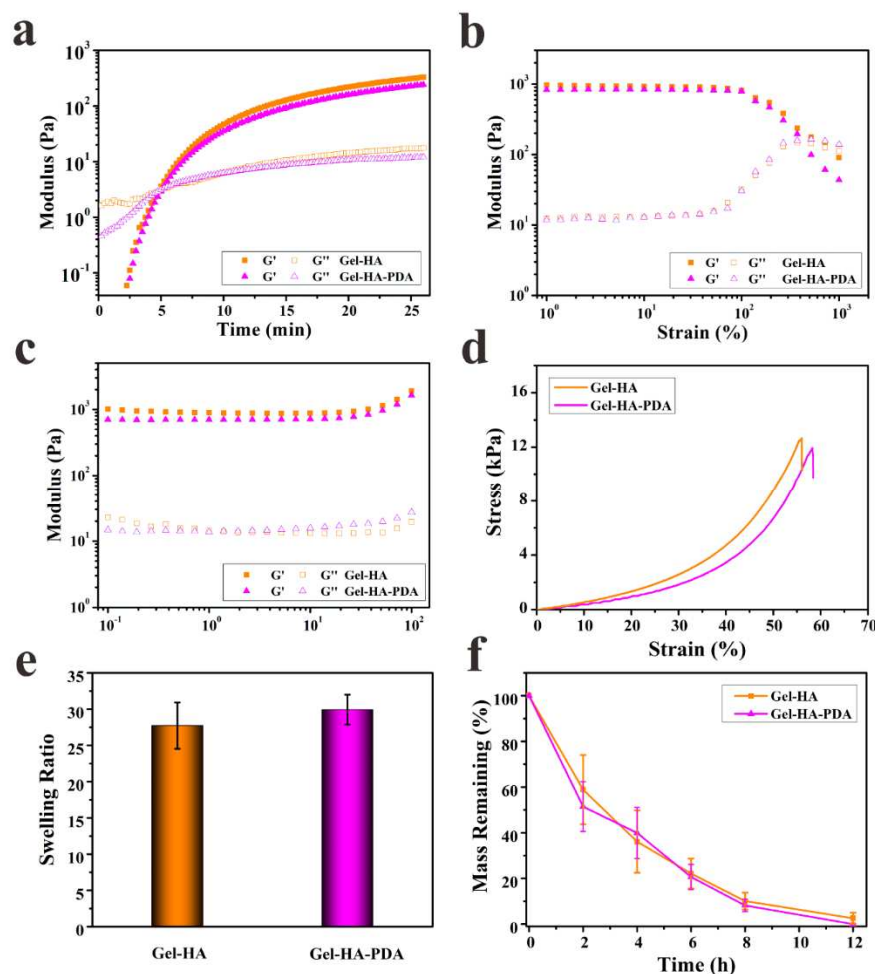 a
10³
10²
10¹
10⁰
10⁻¹
Modulus (Pa)
G' G'' Gel-HA
G' G'' Gel-HA-PDA
0 5 10 15 20 25
Time (min)
b
10³
10²
10¹
10⁰
Modulus (Pa)
G' G'' Gel-HA
G' G'' Gel-HA-PDA
10⁰ 10¹ 10² 10³
Strain (%)
c
10³
10²
10¹
10⁰
Modulus (Pa)
G' G'' Gel-HA
G' G'' Gel-HA-PDA
10⁻¹ 10⁰ 10¹ 10²
d
Gel-HA
Gel-HA-PDA
16
12
8
4
0
Stress (kPa)
0 10 20 30 40 50 60 70
Strain (%)
e
35
30
25
20
15
10
5
0
Swelling Ratio
Gel-HA Gel-HA-PDA
f
Gel-HA
Gel-HA-PDA
100
80
60
40
20
0
Mass Remaining (%)
0 2 4 6 8 10 12
Time (h)